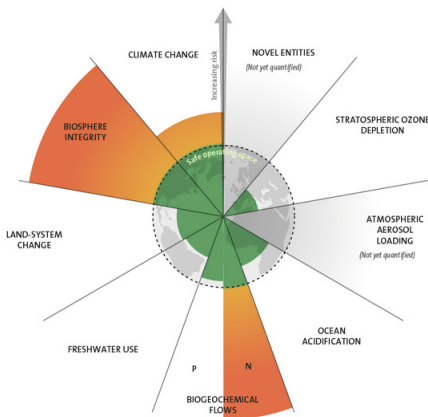 CLIMATE CHANGE
Increasing risk
NOVEL ENTITIES
(Not yet quantified)
STRATOSPHERIC OZONE
DEPLETION
BIOSPHERE
INTEGRITY
Safe operating space
ATMOSPHERIC
AEROSOL
LOADING
(Not yet quantified)
LAND-SYSTEM
CHANGE
OCEAN
ACIDIFICATION
FRESHWATER USE
P
N
BIOGEOCHEMICAL
FLOWS